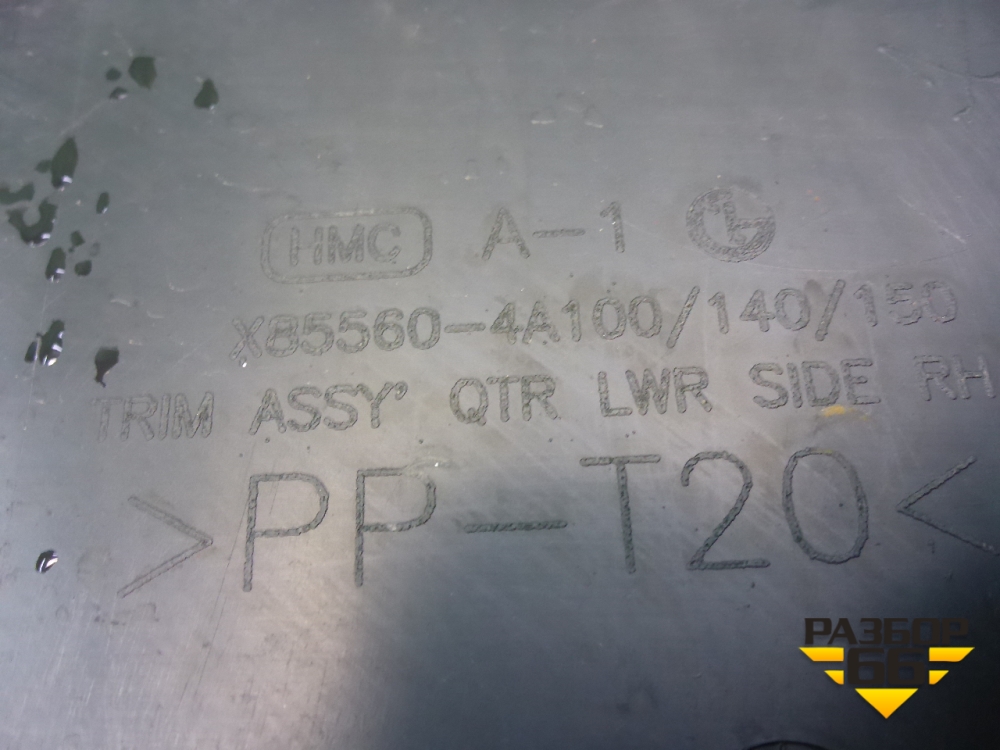 HMC A-1
X85560-4A100/140/150
TRIM ASSY' QTR LWR SIDE RH
>PP-T20<
РАЗБОР
66